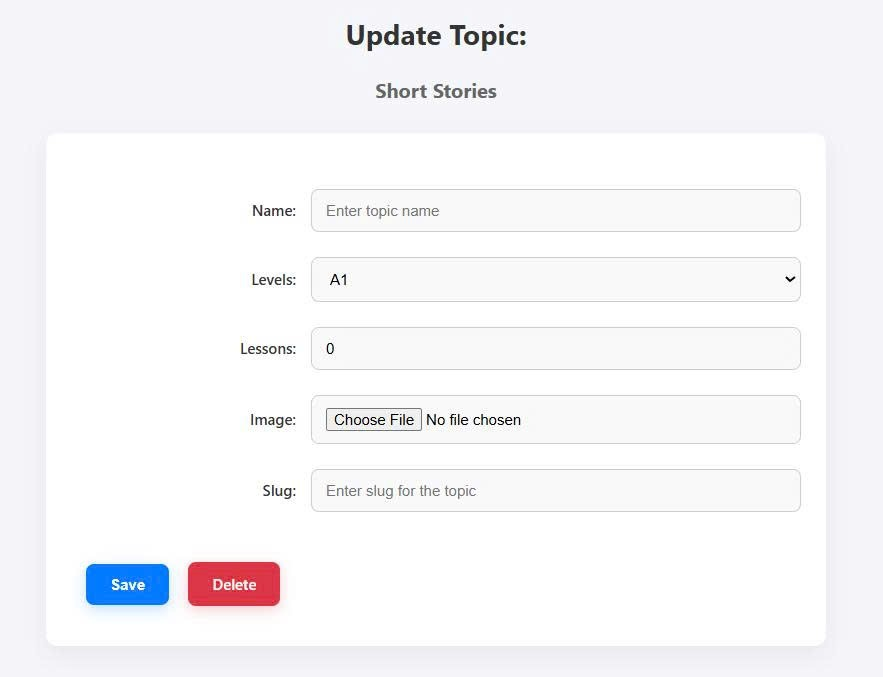 Update Topic:
Short Stories
Name: Enter topic name
Levels: A1
Lessons: 0
Image: Choose File No file chosen
Slug: Enter slug for the topic
Save Delete